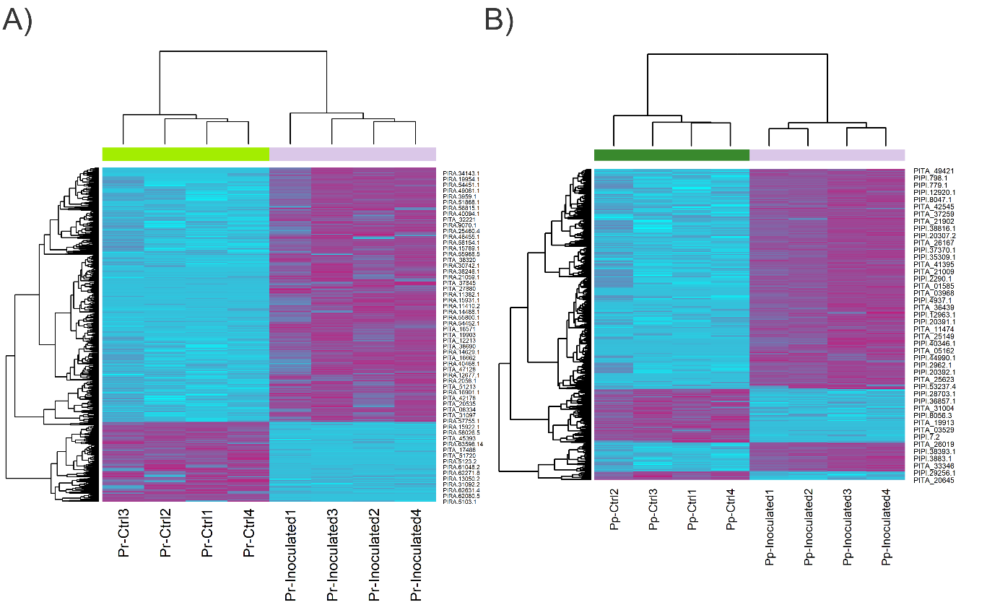 A)
PIRA.34143.1
PIRA.19954.1
PIRA.54451.1
PIRA.49061.1
PIRA.3959.1
PIRA.51868.1
PIRA.56815.1
PIRA.40094.1
PITA_32221
PIRA.9070.1
PIRA.25460.4
PIRA.46455.1
PIRA.58154.1
PIRA.15789.1
PIRA.55968.5
PITA_38320
PIRA.30742.1
PIRA.38246.1
PIRA.21059.1
PITA_37845
PITA_27880
PIRA.11382.1
PIRA.15931.1
PIRA.11410.2
PIRA.14488.1
PIRA.55800.1
PIRA.54452.1
PITA_16571
PITA_19903
PITA_12213
PITA_38690
PIRA.14629.1
PITA_16662
PIRA.40468.1
PITA_47128
PIRA.12677.1
PIRA.2058.1
PITA_51213
PIRA.16901.1
PITA_42178
PITA_20535
PITA_08334
PITA_31097
PIRA.57755.1
PIRA.15922.1
PIRA.58026.5
PITA_45393
PIRA.63598.14
PITA_17488
PITA_51720
PIRA.5123.2
PIRA.61048.2
PIRA.62271.8
PIRA.13050.2
PIRA.31092.2
PIRA.62631.4
PIRA.62080.5
PIRA.5103.1
Pr-Ctrl3
Pr-Ctrl2
Pr-Ctrl1
Pr-Ctrl4
Pr-Inoculated1
Pr-Inoculated3
Pr-Inoculated2
Pr-Inoculated4
B)
PITA_49421
PIPI.798.1
PIPI.779.1
PIPI.12920.1
PIPI.8047.1
PITA_42545
PITA_37259
PITA_21902
PIPI.38816.1
PIPI.20307.2
PITA_26167
PIPI.37370.1
PIPI.35309.1
PITA_41395
PITA_21009
PIPI.2290.1
PITA_01585
PITA_03968
PIPI.4937.1
PITA_36439
PIPI.12963.1
PIPI.20391.1
PITA_11474
PITA_25149
PIPI.40346.1
PITA_05162
PIPI.44990.1
PIPI.2962.1
PIPI.20392.1
PITA_25623
PIPI.53237.4
PIPI.28703.1
PIPI.36857.1
PITA_31004
PIPI.8056.3
PITA_19913
PITA_03529
PIPI.7.2
PITA_26019
PIPI.38393.1
PIPI.3883.1
PITA_33346
PIPI.29256.1
PITA_20645
Pp-Ctrl2
Pp-Ctrl3
Pp-Ctrl1
Pp-Ctrl4
Pp-Inoculated1
Pp-Inoculated2
Pp-Inoculated3
Pp-Inoculated4